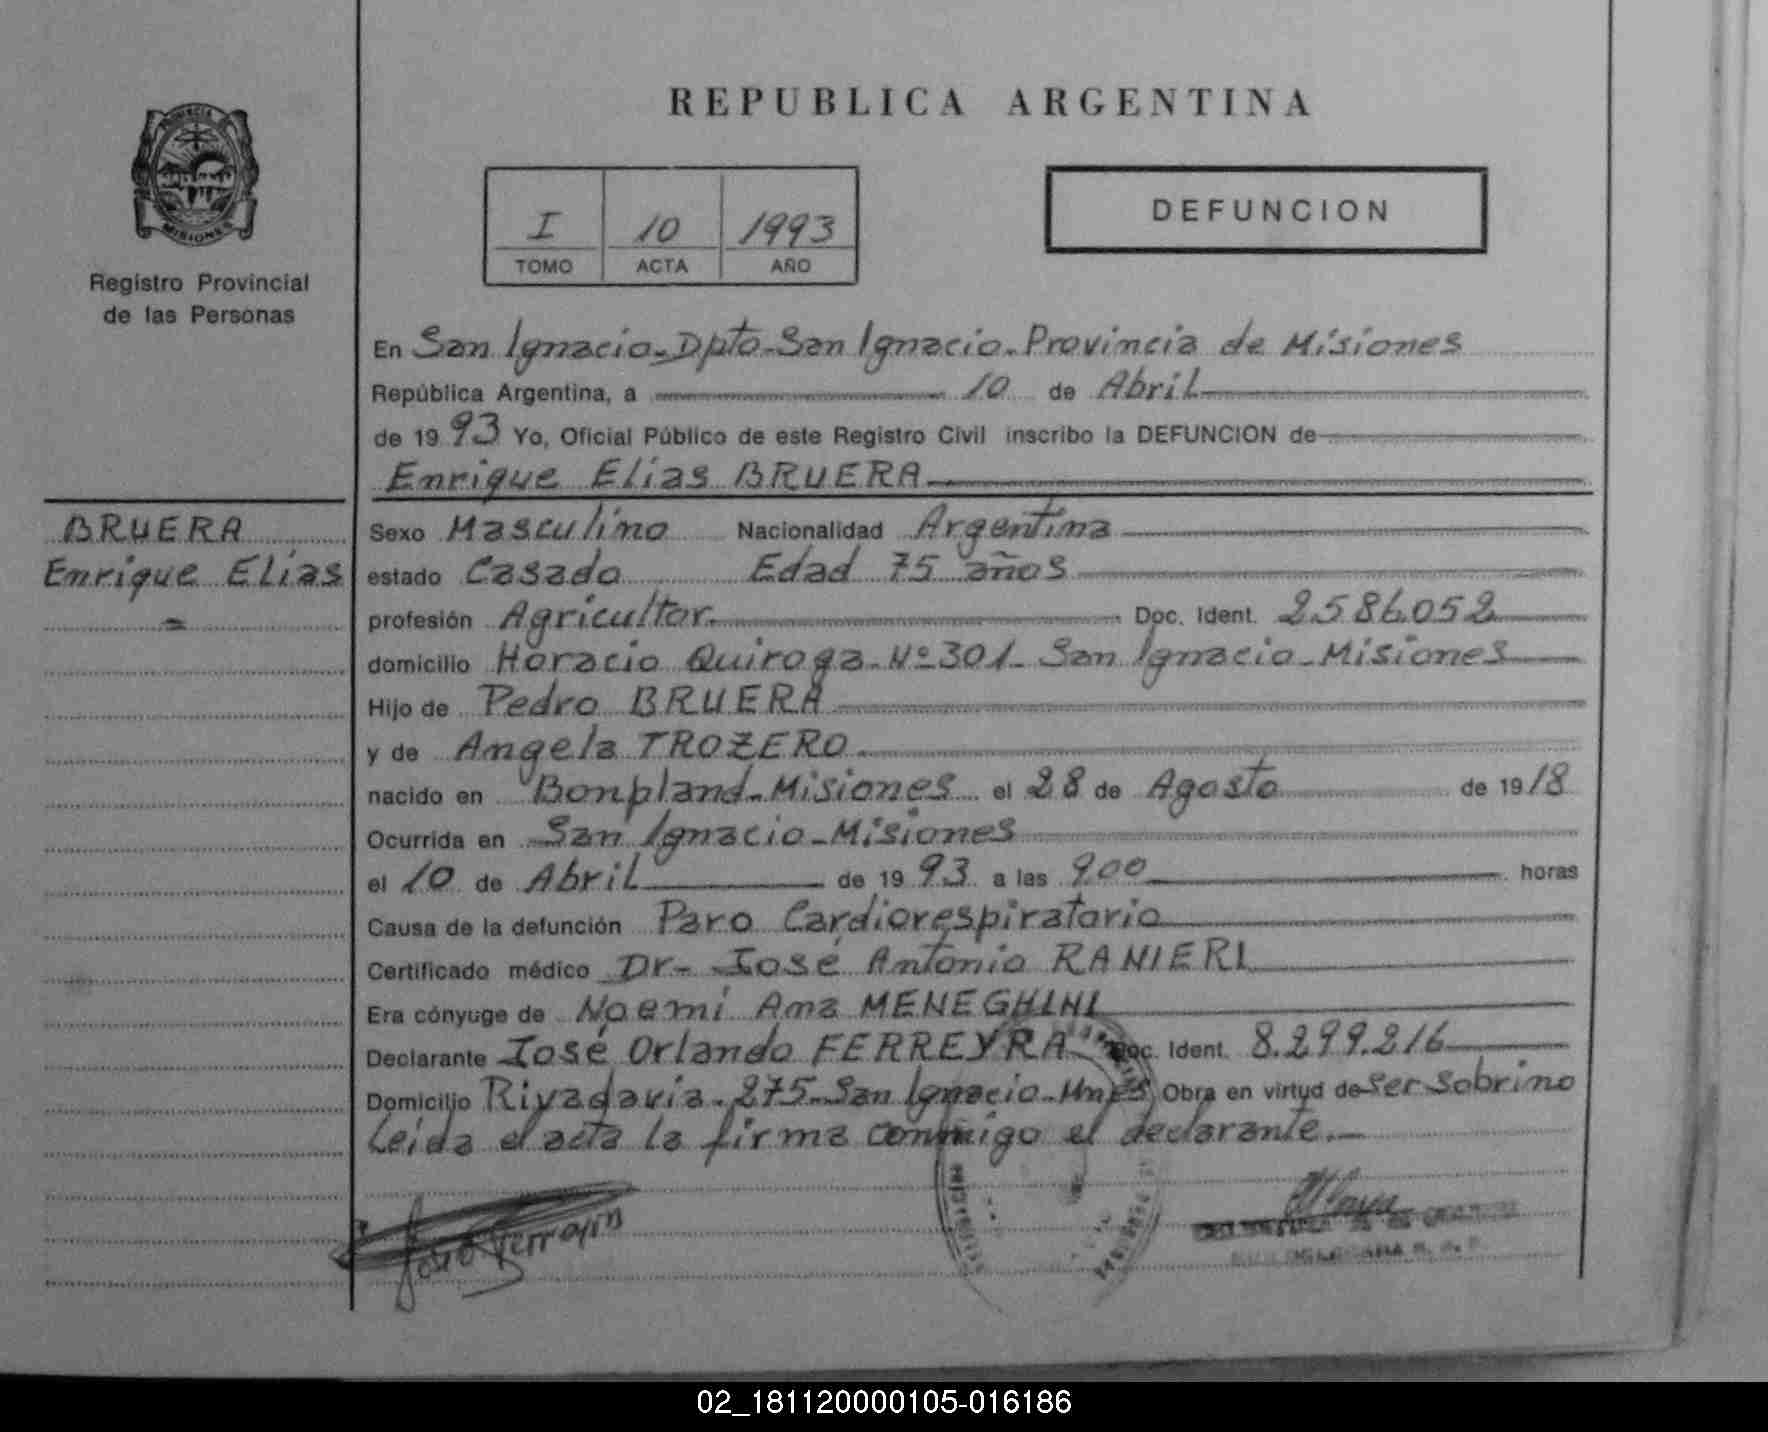 REPUBLICA ARGENTINA
PROVINCIA DE
MISIONES
Registro Provincial
de las Personas
I 10 1993
TOMO ACTA AÑO
DEFUNCION
En San Ignacio-Dpto-San Ignacio-Provincia de Misiones
República Argentina, a 10 de Abril
de 1993 Yo, Oficial Público de este Registro Civil inscribo la DEFUNCION de
Enrique Elias BRUERA
BRUERA
Enrique Elias
Sexo Masculino Nacionalidad Argentina
estado Casado Edad 75 años
profesión Agricultor. Doc. Ident. 2586052
domicilio Horacio Quiroga-Nº301-San Ignacio-Misiones
Hijo de Pedro BRUERA
y de Angela TROZERO
nacido en Bonpland-Misiones el 28 de Agosto de 1918
Ocurrida en San Ignacio-Misiones
el 10 de Abril de 1993 a las 9.00 horas
Causa de la defunción Paro Cardiorespiratorio
Certificado médico Dr- José Antonio RANIERI
Era cónyuge de Noemí Ana MENEGHINI
Declarante José Orlando FERREYRA Doc. Ident. 8.299.216
Domicilio Rivadavia-275-San Ignacio-Mnes Obra en virtud de ser sobrino
Leída el acta la firma conmigo el declarante.-
02_181120000105-016186